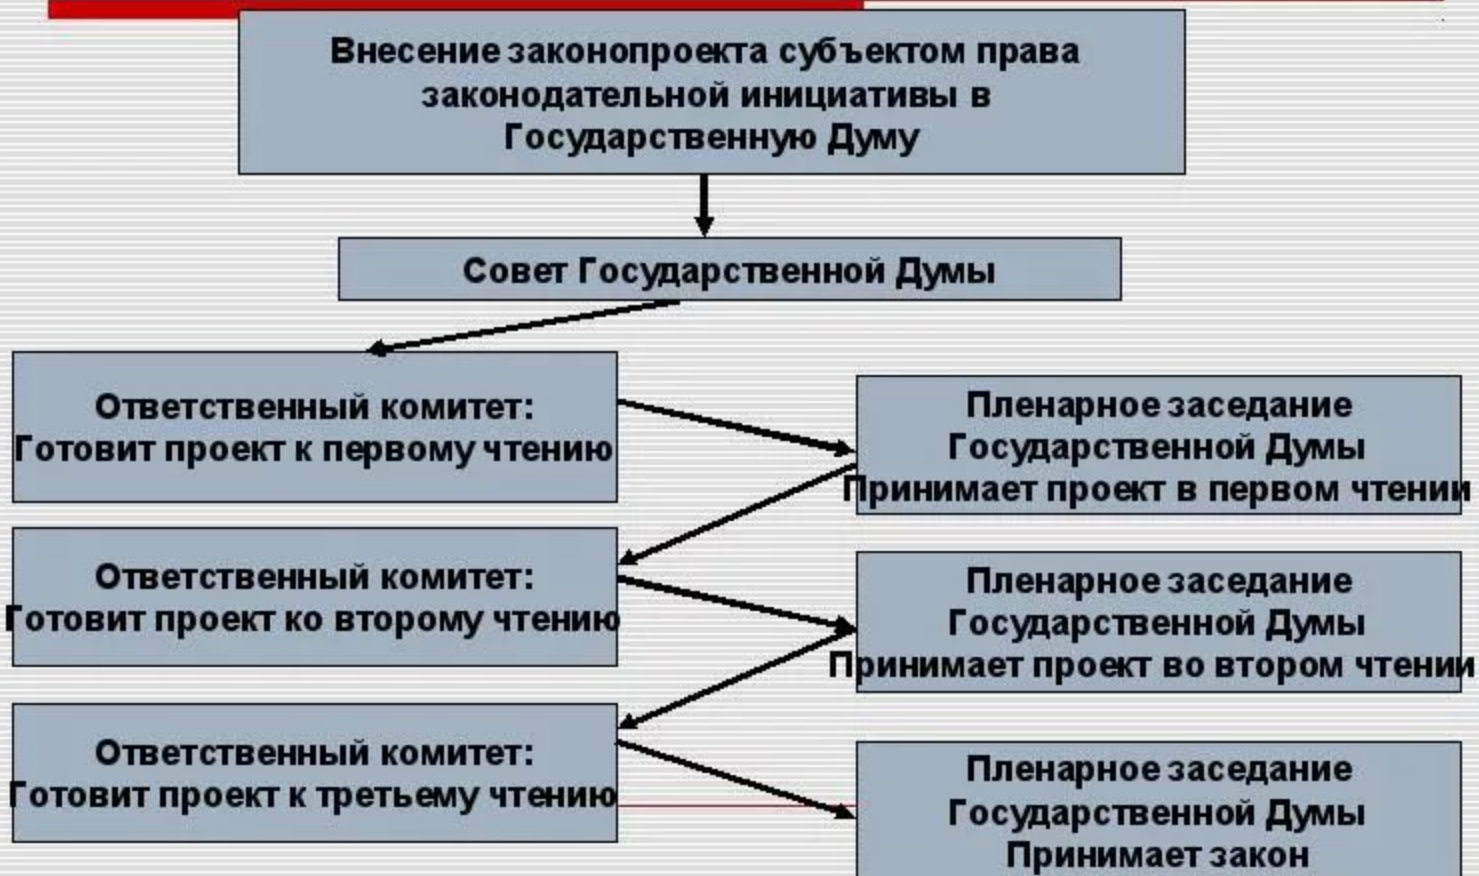 Внесение законопроекта субъектом права
законодательной инициативы в
Государственную Думу
Совет Государственной Думы
Ответственный комитет:
Готовит проект к первому чтению
Пленарное заседание
Государственной Думы
Принимает проект в первом чтении
Ответственный комитет:
Готовит проект ко второму чтению
Пленарное заседание
Государственной Думы
Принимает проект во втором чтении
Ответственный комитет:
Готовит проект к третьему чтению
Пленарное заседание
Государственной Думы
Принимает закон